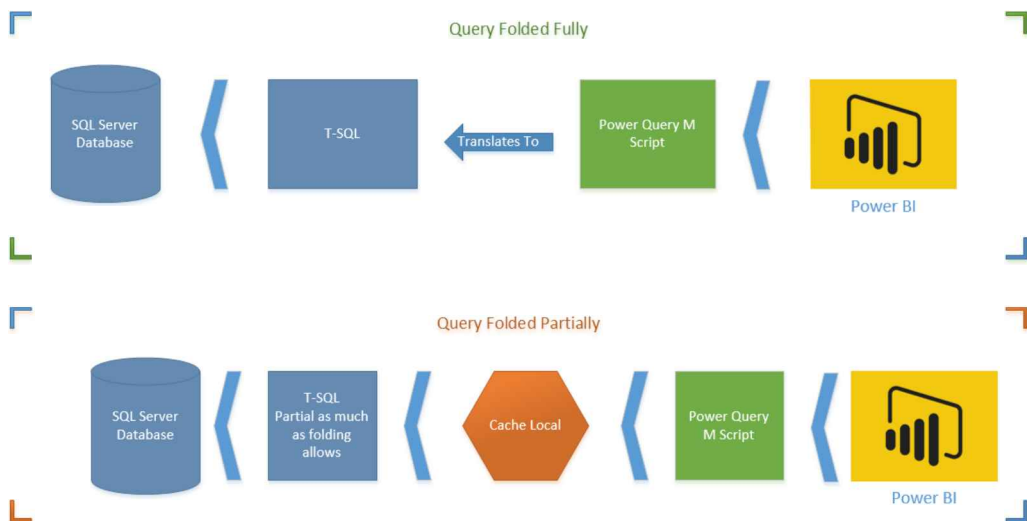 Query Folded Fully
SQL Server
Database
T-SQL
Translates To
Power Query M
Script
Power BI
Query Folded Partially
SQL Server
Database
T-SQL
Partial as much
as folding
allows
Cache Local
Power Query
M Script
Power BI